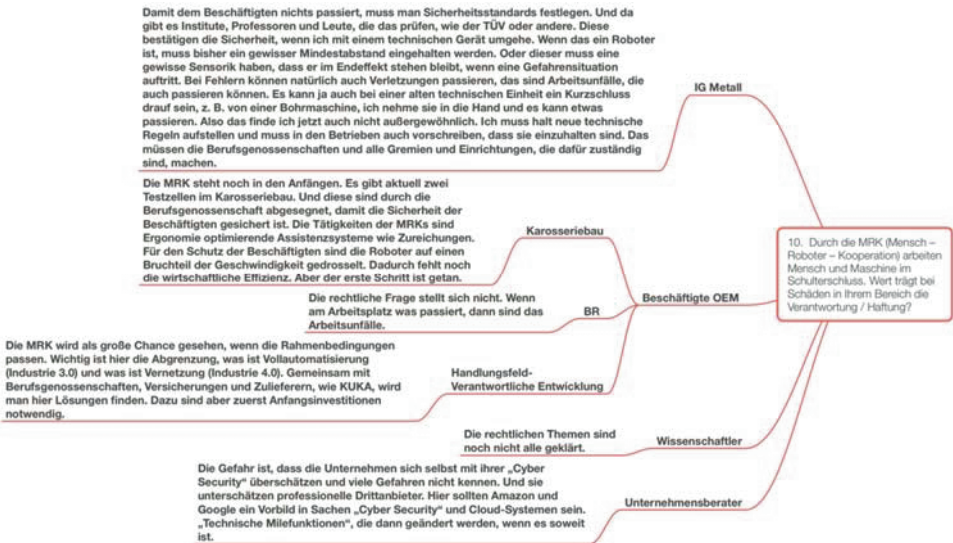 Damit dem Beschäftigten nichts passiert, muss man Sicherheitsstandards festlegen. Und da
gibt es Institute, Professoren und Leute, die das prüfen, wie der TÜV oder andere. Diese
bestätigen die Sicherheit, wenn ich mit einem technischen Gerät umgehe. Wenn das ein Roboter
ist, muss bisher ein gewisser Mindestabstand eingehalten werden. Oder dieser muss eine
gewisse Sensorik haben, dass er im Endeffekt stehen bleibt, wenn eine Gefahrensituation
auftritt. Bei Fehlern können natürlich auch Verletzungen passieren, das sind Arbeitsunfälle, die
auch passieren können. Es kann ja auch bei einer alten technischen Einheit ein Kurzschluss
drauf sein, z. B. von einer Bohrmaschine, ich nehme sie in die Hand und es kann etwas
passieren. Also das finde ich jetzt auch nicht außergewöhnlich. Ich muss halt neue technische
Regeln aufstellen und muss in den Betrieben auch vorschreiben, dass sie einzuhalten sind. Das
müssen die Berufsgenossenschaften und alle Gremien und Einrichtungen, die dafür zuständig
sind, machen.
IG Metall
Die MRK steht noch in den Anfängen. Es gibt aktuell zwei
Testzellen im Karosseriebau. Und diese sind durch die
Berufsgenossenschaft abgesegnet, damit die Sicherheit der
Beschäftigten gesichert ist. Die Tätigkeiten der MRKs sind
Ergonomie optimierende Assistenzsysteme wie Zureichungen.
Für den Schutz der Beschäftigten sind die Roboter auf einen
Bruchteil der Geschwindigkeit gedrosselt. Dadurch fehlt noch
die wirtschaftliche Effizienz. Aber der erste Schritt ist getan.
Karosseriebau
Die rechtliche Frage stellt sich nicht. Wenn
am Arbeitsplatz was passiert, dann sind das
Arbeitsunfälle.
BR
Beschäftigte OEM
Die MRK wird als große Chance gesehen, wenn die Rahmenbedingungen
passen. Wichtig ist hier die Abgrenzung, was ist Vollautomatisierung
(Industrie 3.0) und was ist Vernetzung (Industrie 4.0). Gemeinsam mit
Berufsgenossenschaften, Versicherungen und Zulieferern, wie KUKA, wird
man hier Lösungen finden. Dazu sind aber zuerst Anfangsinvestitionen
notwendig.
Handlungsfeld-
Verantwortliche Entwicklung
Die rechtlichen Themen sind
noch nicht alle geklärt.
Wissenschaftler
Die Gefahr ist, dass die Unternehmen sich selbst mit ihrer „Cyber
Security“ überschätzen und viele Gefahren nicht kennen. Und sie
unterschätzen professionelle Drittanbieter. Hier sollten Amazon und
Google ein Vorbild in Sachen „Cyber Security“ und Cloud-Systemen sein.
„Technische Milefunktionen“, die dann geändert werden, wenn es soweit
ist.
Unternehmensberater
10. Durch die MRK (Mensch –
Roboter – Kooperation) arbeiten
Mensch und Maschine im
Schulterschluss. Wert trägt bei
Schäden in Ihrem Bereich die
Verantwortung / Haftung?